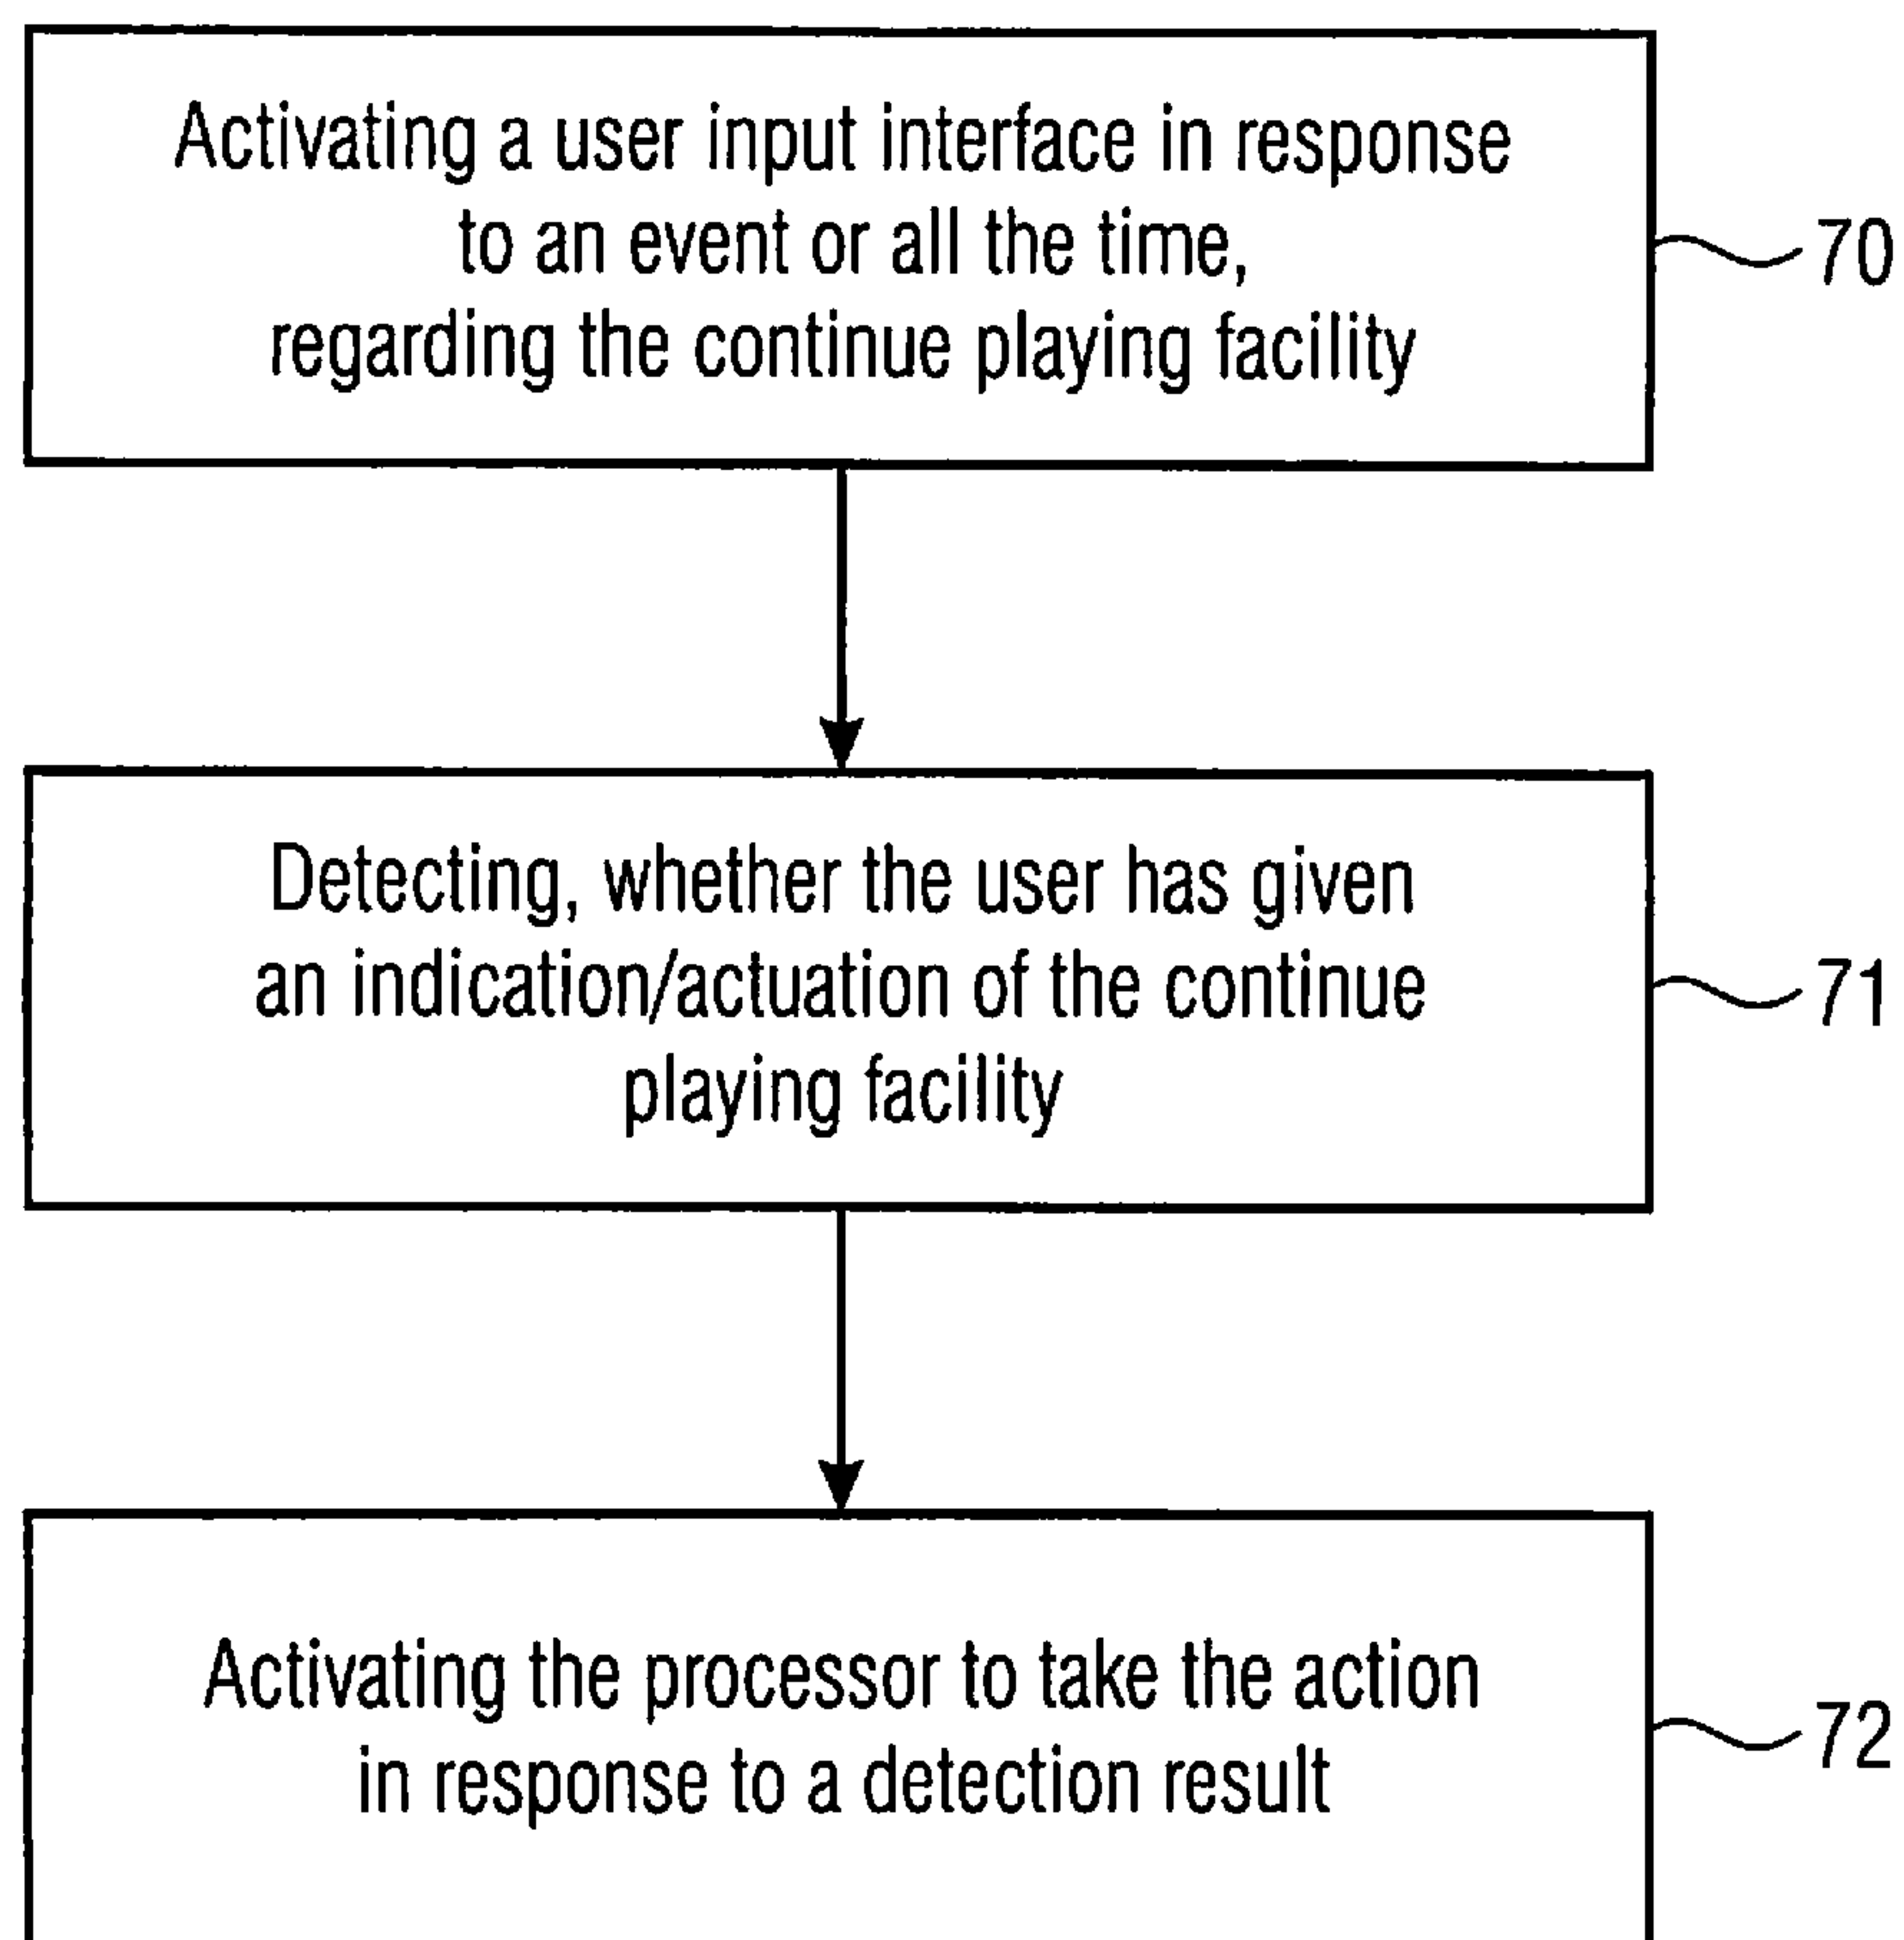 Activating a user input interface in response
to an event or all the time,
regarding the continue playing facility
70
Detecting, whether the user has given
an indication/actuation of the continue
playing facility
71
Activating the processor to take the action
in response to a detection result
72